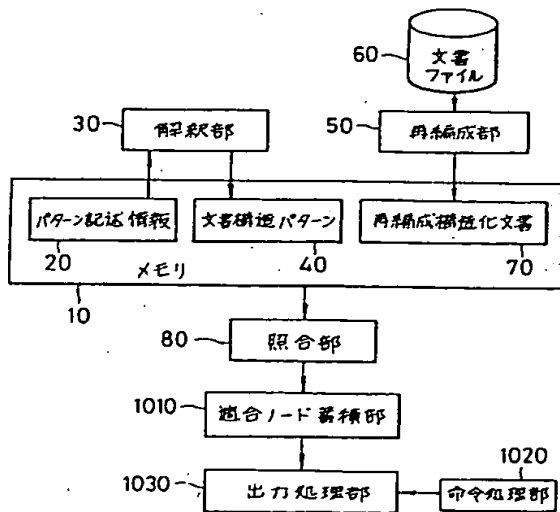 60
文書
ファイル
30
解釈部
50
再編成部
パターン記述情報
文書構造パターン
再編成構造化文書
20
メモリ
40
70
10
80
照合部
1010
適合ノード蓄積部
1020
1030
出力処理部
命令処理部